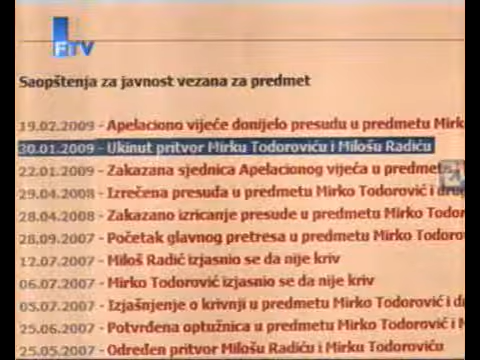 FTV
Saopštenja za javnost vezana za predmet
19.02.2009 - Apelaciono vijeće donijelo presudu u predmetu Mirk
30.01.2009 - Ukinut pritvor Mirku Todoroviću i Milošu Radiću
22.01.2009 - Zakazana sjednica Apelacionog vijeća u predmetu
29.04.2008 - Izrečena presuda u predmetu Mirko Todorović i drug
28.04.2008 - Zakazano izricanje presude u predmetu Mirko Todor
28.09.2007 - Početak glavnog pretresa u predmetu Mirko Todorov
12.07.2007 - Miloš Radić izjasnio se da nije kriv
06.07.2007 - Mirko Todorović izjasnio se da nije kriv
05.07.2007 - Izjašnjenje o krivnji u predmetu Mirko Todorović i d
25.06.2007 - Potvrđena optužnica u predmetu Mirko Todorović i M
25.05.2007 - Određen pritvor Milošu Radiću i Mirku Todoroviću